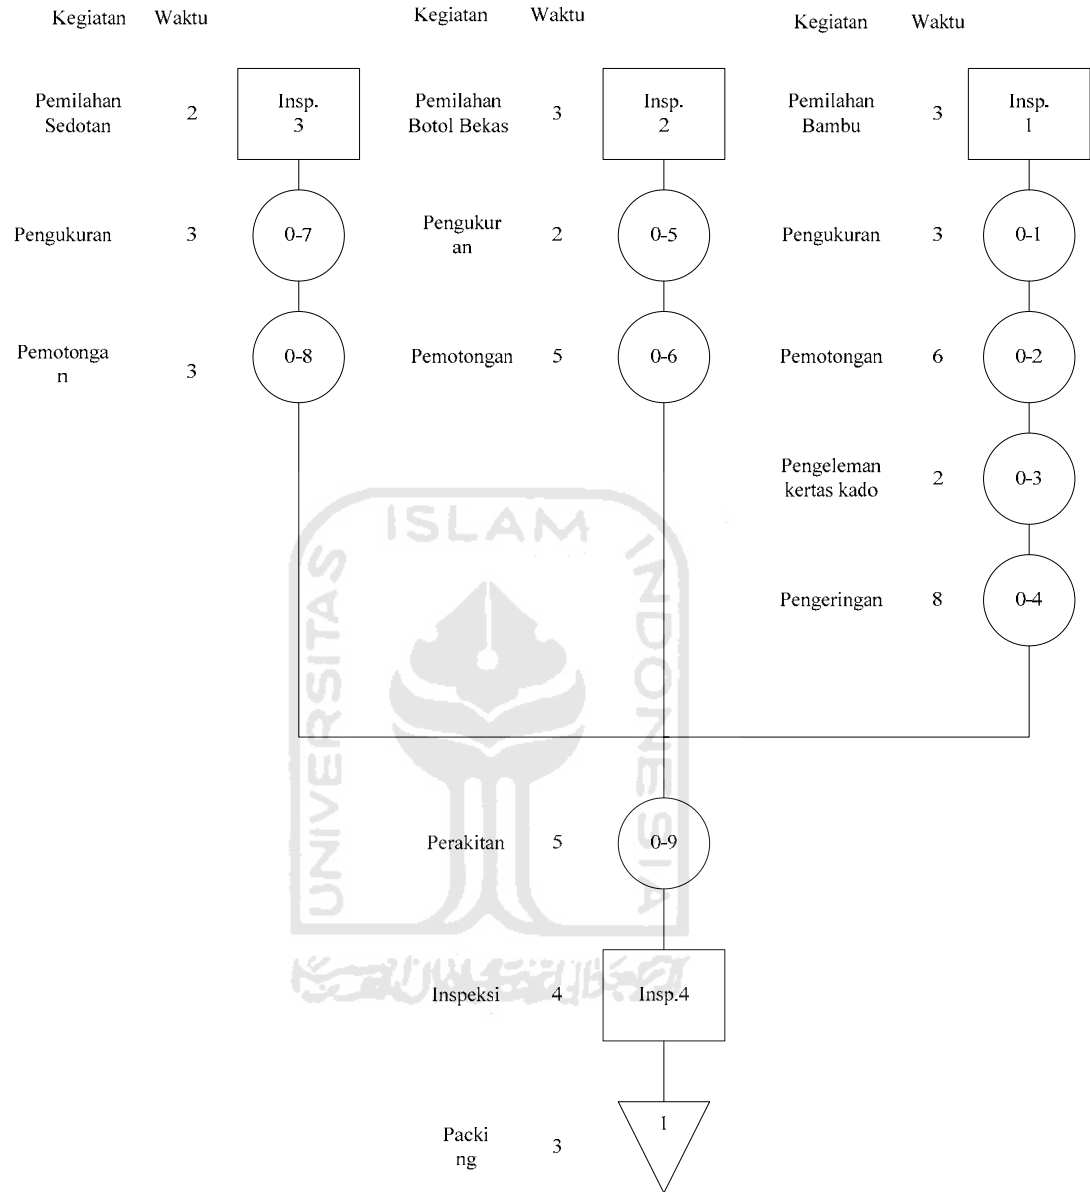 Kegiatan Waktu
Kegiatan Waktu
Kegiatan Waktu
Pemilahan
Sedotan
2
Insp.
3
Pemilahan
Botol Bekas
3
Insp.
2
Pemilahan
Bambu
3
Insp.
1
Pengukuran 3 0-7
Pengukur
an
2 0-5
Pengukuran 3 0-1
Pemotonga
n
3
0-8
Pemotongan 5 0-6
Pemotongan 6 0-2
Pengeleman
kertas kado
2 0-3
Pengeringan 8 0-4
UNIVERSITAS
ISLAM
INDONESIA
Perakitan 5 0-9
Inspeksi 4 Insp.4
Packi
ng
3
1